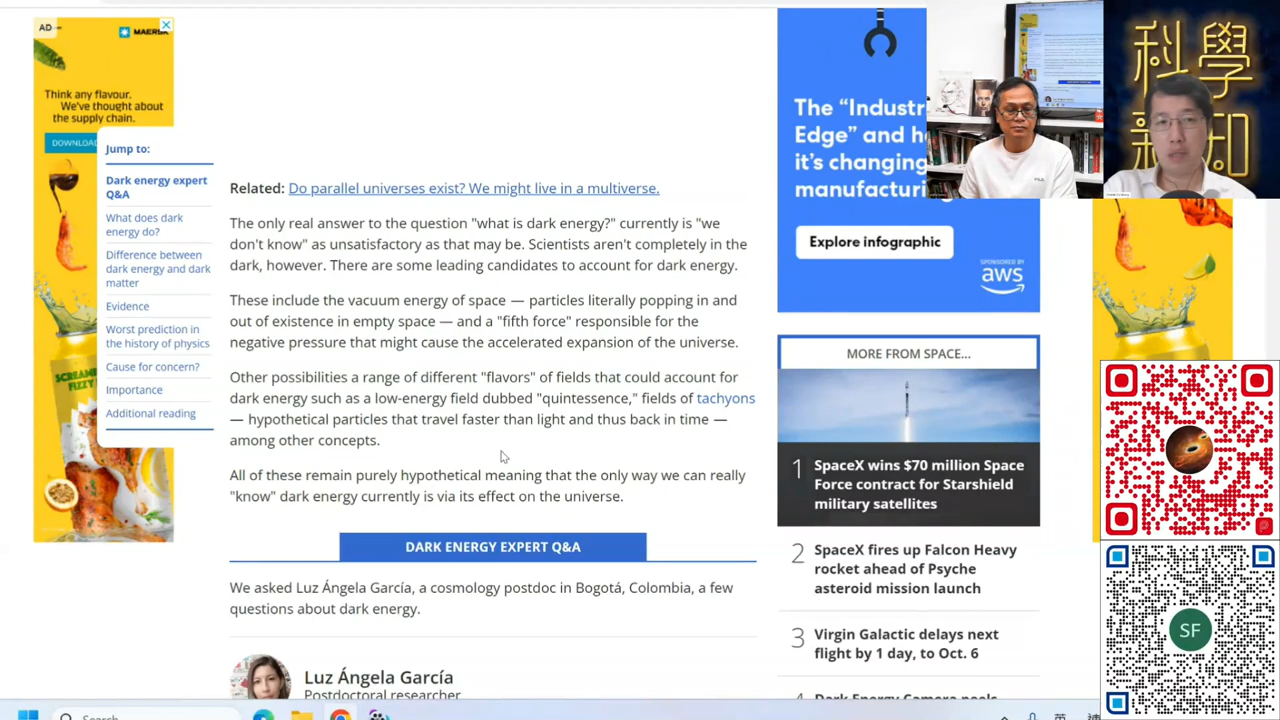 AD
MAERSK
Think any flavour.
We've thought about
the supply chain.
DOWNLOAD
Jump to:
Dark energy expert
Q&A
What does dark
energy do?
Difference between
dark energy and dark
matter
Evidence
Worst prediction in
the history of physics
Cause for concern?
Importance
Additional reading
Related: Do parallel universes exist? We might live in a multiverse.
The only real answer to the question "what is dark energy?" currently is "we
don't know" as unsatisfactory as that may be. Scientists aren't completely in the
dark, however. There are some leading candidates to account for dark energy.
These include the vacuum energy of space — particles literally popping in and
out of existence in empty space — and a "fifth force" responsible for the
negative pressure that might cause the accelerated expansion of the universe.
Other possibilities a range of different "flavors" of fields that could account for
dark energy such as a low-energy field dubbed "quintessence," fields of tachyons
— hypothetical particles that travel faster than light and thus back in time —
among other concepts.
All of these remain purely hypothetical meaning that the only way we can really
"know" dark energy currently is via its effect on the universe.
DARK ENERGY EXPERT Q&A
We asked Luz Ángela García, a cosmology postdoc in Bogotá, Colombia, a few
questions about dark energy.
Luz Ángela García
Postdoctoral researcher
The "Industr
Edge" and h
it's changing
manufacturi
Explore infographic
SPONSORED BY
aws
MORE FROM SPACE...
1 SpaceX wins $70 million Space
Force contract for Starshield
military satellites
2 SpaceX fires up Falcon Heavy
rocket ahead of Psyche
asteroid mission launch
3 Virgin Galactic delays next
flight by 1 day, to Oct. 6
4 Dark Energy Camera peels
科學
新知
SCREAM
FIZZY
SF
Search
英